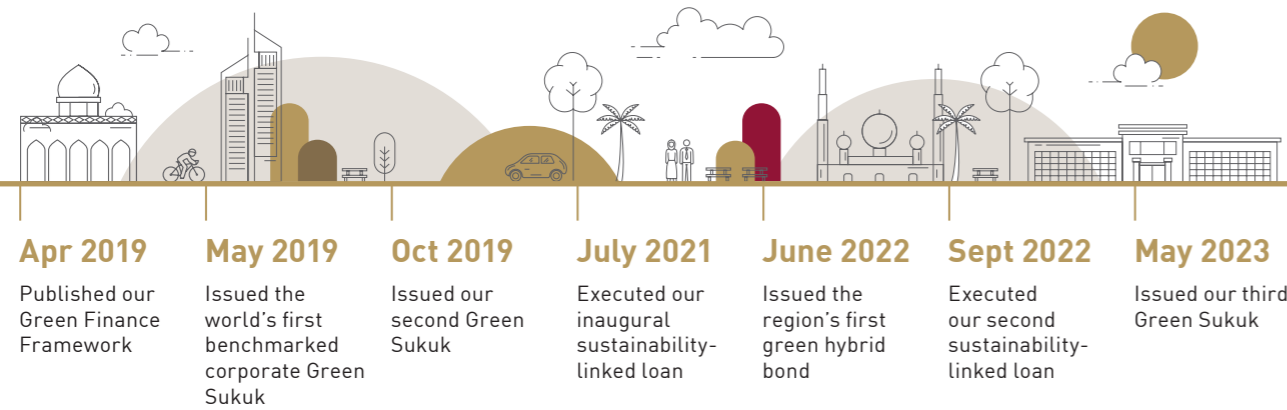 Apr 2019
Published our
Green Finance
Framework
May 2019
Issued the
world's first
benchmarked
corporate Green
Sukuk
Oct 2019
Issued our
second Green
Sukuk
July 2021
Executed our
inaugural
sustainability-
linked loan
June 2022
Issued the
region's first
green hybrid
bond
Sept 2022
Executed
our second
sustainability-
linked loan
May 2023
Issued our third
Green Sukuk